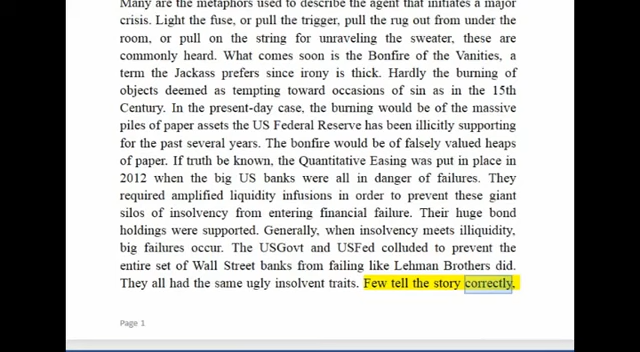 Many are the metaphors used to describe the agent that initiates a major
crisis. Light the fuse, or pull the trigger, pull the rug out from under the
room, or pull on the string for unraveling the sweater, these are
commonly heard. What comes soon is the Bonfire of the Vanities, a
term the Jackass prefers since irony is thick. Hardly the burning of
objects deemed as tempting toward occasions of sin as in the 15th
Century. In the present-day case, the burning would be of the massive
piles of paper assets the US Federal Reserve has been illicitly supporting
for the past several years. The bonfire would be of falsely valued heaps
of paper. If truth be known, the Quantitative Easing was put in place in
2012 when the big US banks were all in danger of failures. They
required amplified liquidity infusions in order to prevent these giant
silos of insolvency from entering financial failure. Their huge bond
holdings were supported. Generally, when insolvency meets illiquidity,
big failures occur. The USGovt and USFed colluded to prevent the
entire set of Wall Street banks from failing like Lehman Brothers did.
They all had the same ugly insolvent traits. Few tell the story correctly,
Page 1